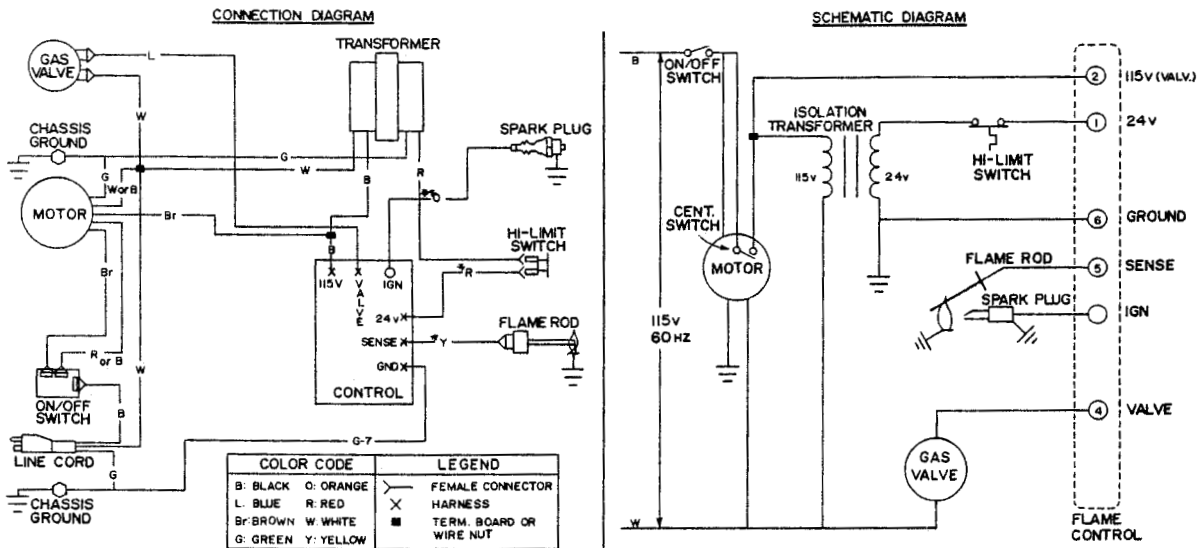 CONNECTION DIAGRAM
GAS
VALVE
L
W
TRANSFORMER
CHASSIS
GROUND
G
W
G
W or B
B
R
SPARK PLUG
O
MOTOR
Br
B
HI-LIMIT
SWITCH
R
115V
VALVE
IGN
24V
SENSE
GND
CONTROL
Y
FLAME ROD
Br
R or B
W
ON/OFF
SWITCH
B
LINE CORD
G
G-7
CHASSIS
GROUND
COLOR CODE
LEGEND
B: BLACK O: ORANGE
FEMALE CONNECTOR
L. BLUE R: RED
X HARNESS
Br: BROWN W: WHITE
TERM. BOARD OR
WIRE NUT
G: GREEN Y: YELLOW
SCHEMATIC DIAGRAM
B
ON/OFF
SWITCH
2
115V (VALV.)
ISOLATION
TRANSFORMER
1
24V
HI-LIMIT
SWITCH
115V
24V
CENT.
SWITCH
6
GROUND
MOTOR
FLAME ROD
5
SENSE
SPARK PLUG
IGN
115V
60 HZ
4
VALVE
GAS
VALVE
W
FLAME
CONTROL